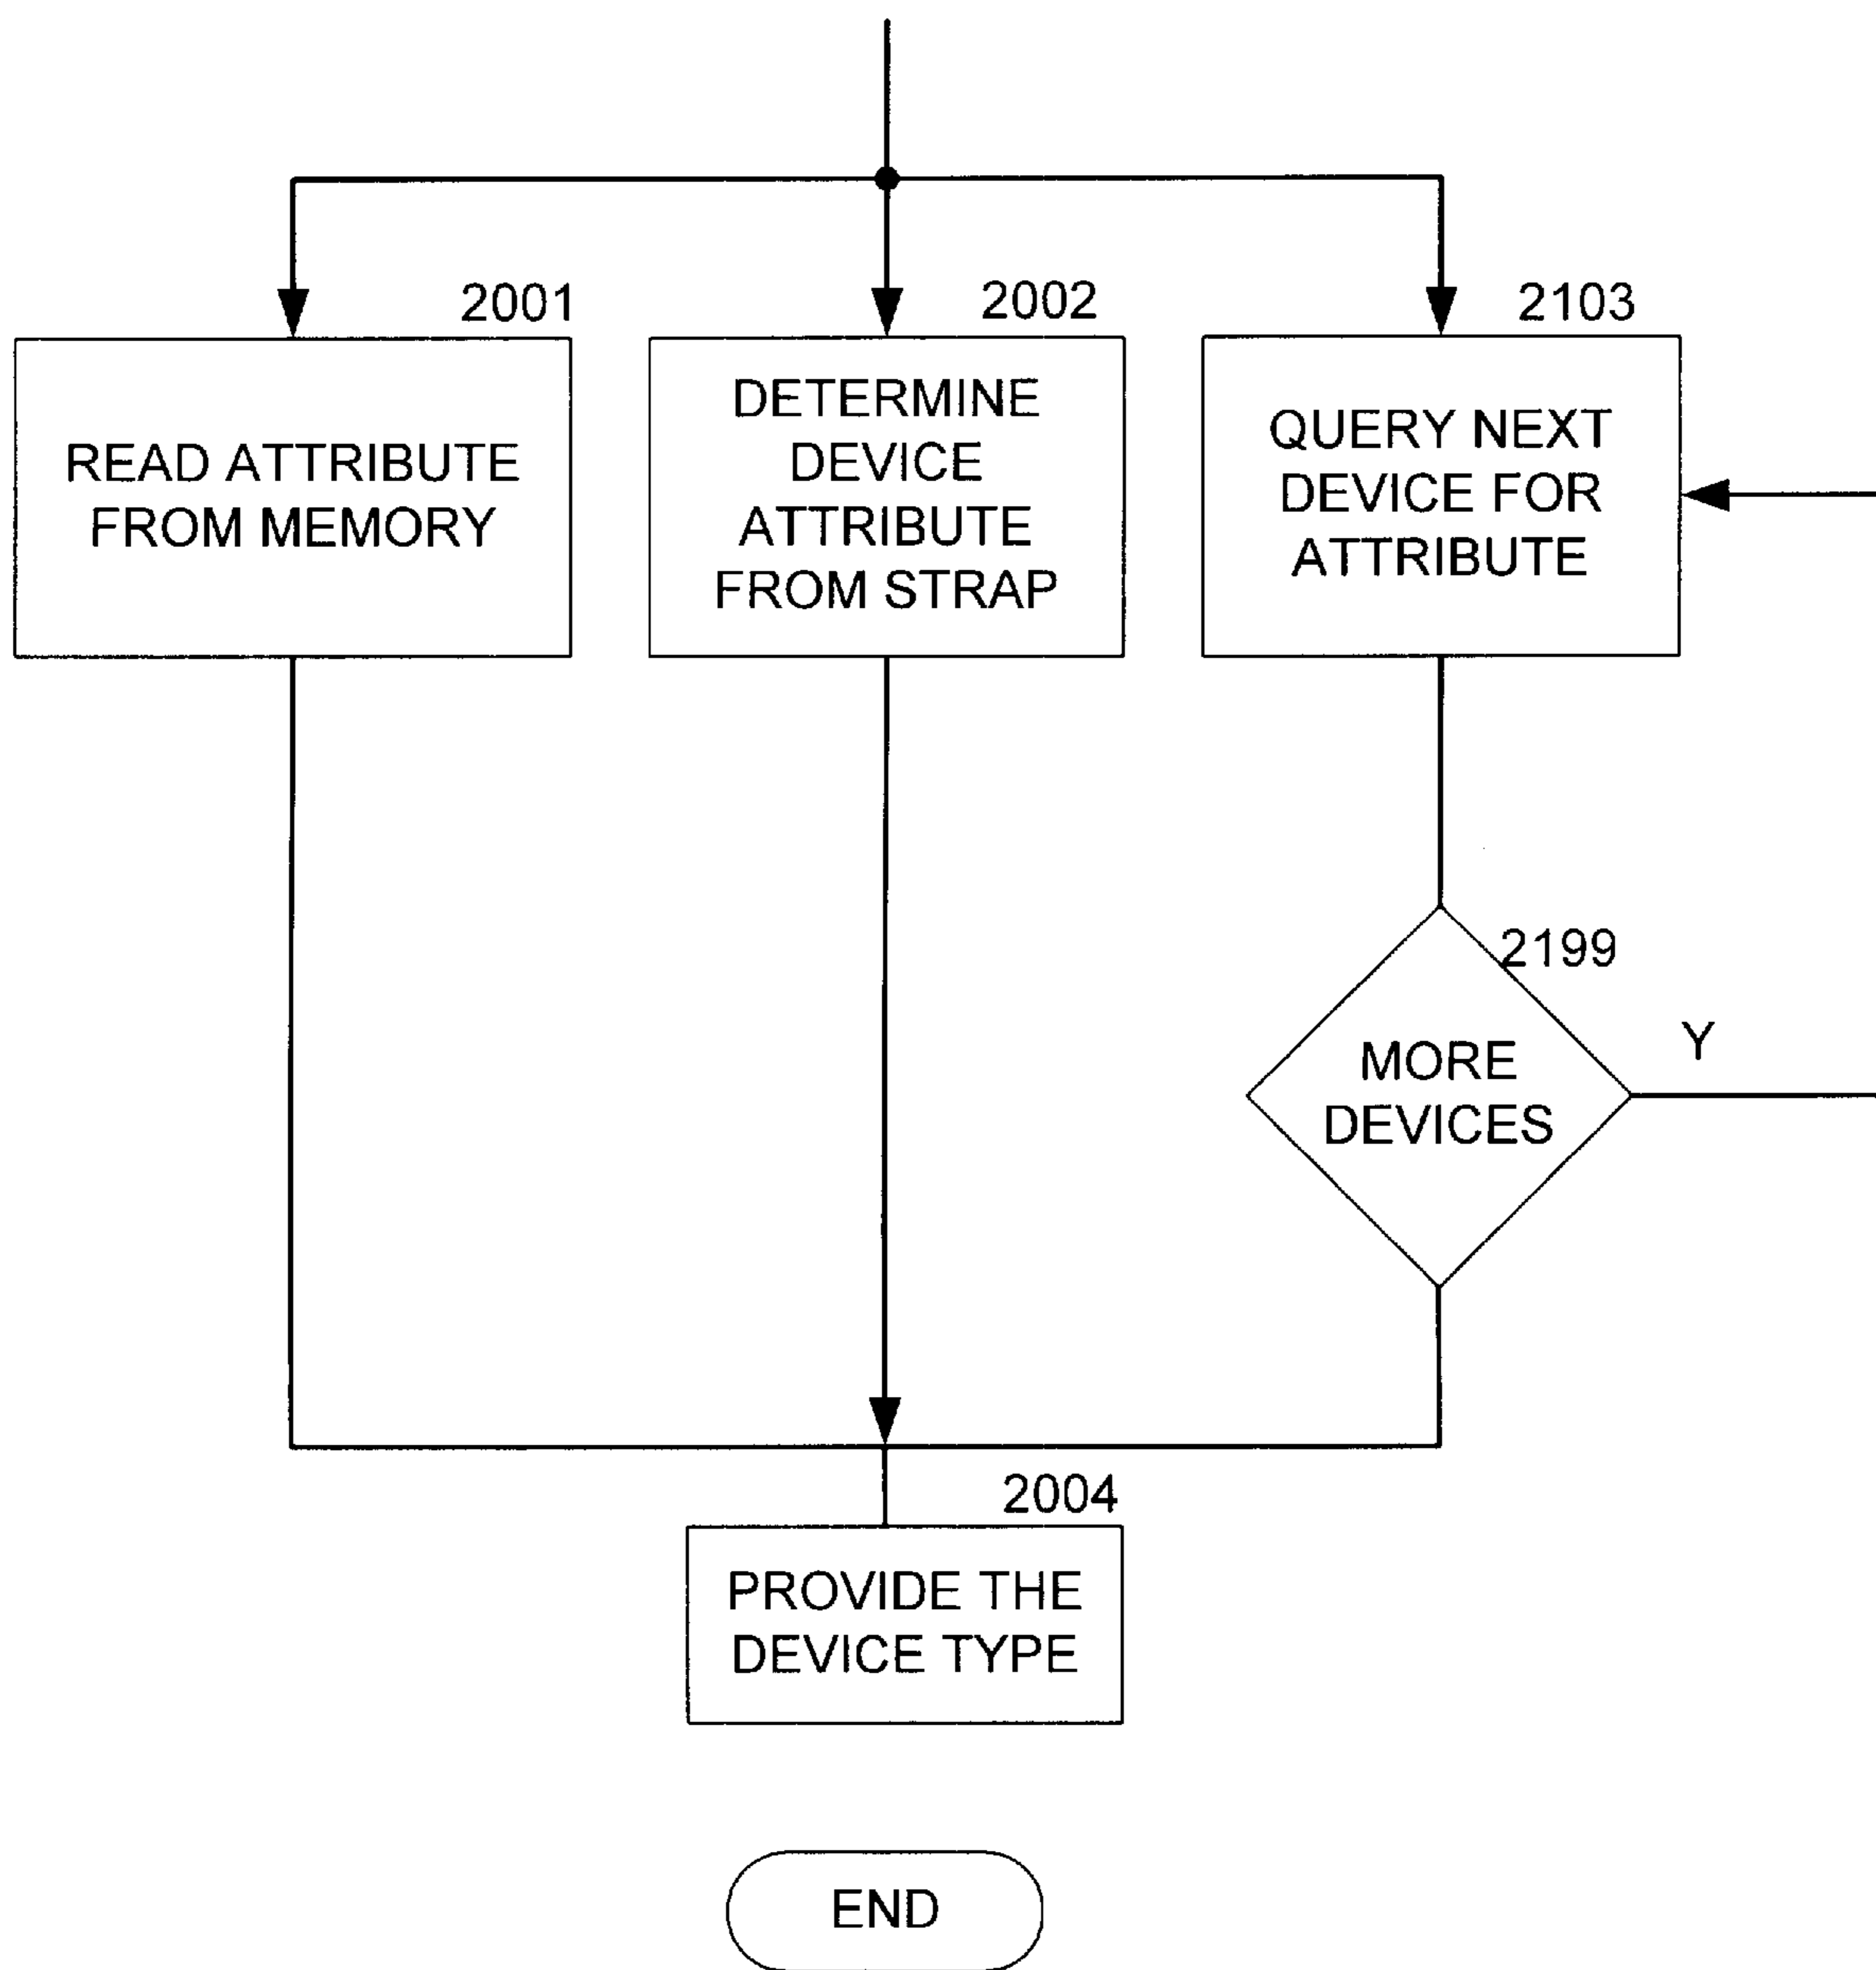 2001
READ ATTRIBUTE
FROM MEMORY
2002
DETERMINE
DEVICE
ATTRIBUTE
FROM STRAP
2103
QUERY NEXT
DEVICE FOR
ATTRIBUTE
2199
MORE
DEVICES
Y
2004
PROVIDE THE
DEVICE TYPE
END